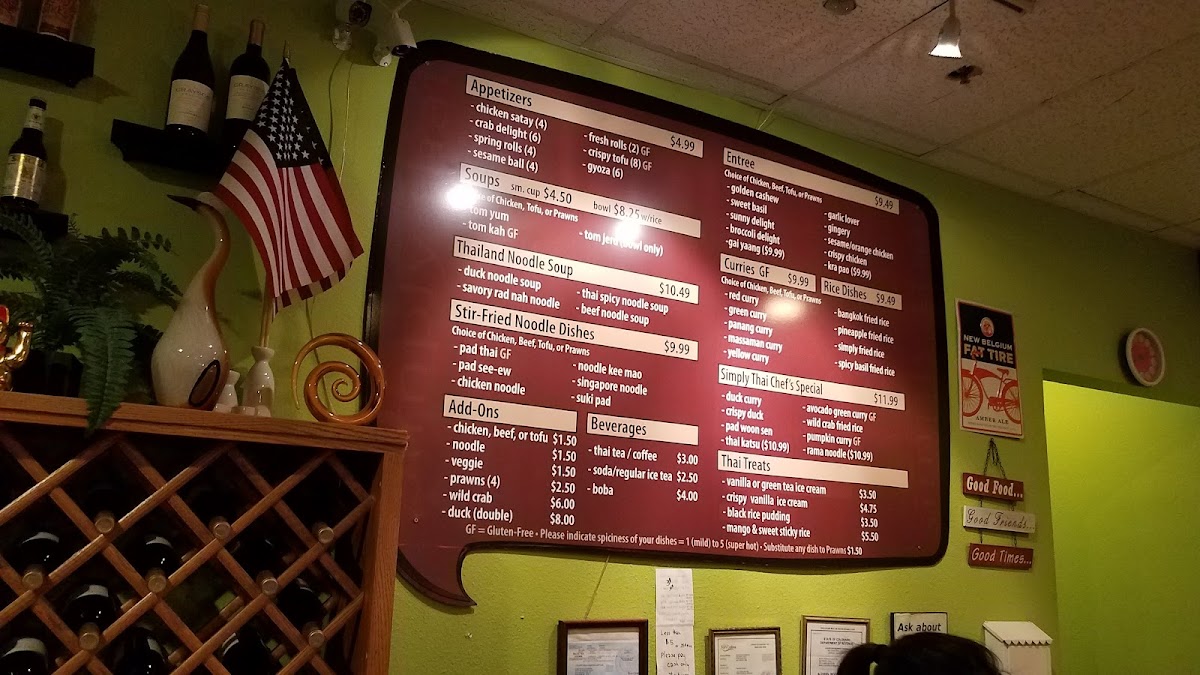 Appetizers $4.99
- chicken satay (4)
- crab delight (6)
- spring rolls (4)
- sesame ball (4)
- fresh rolls (2) GF
- crispy tofu (8) GF
- gyoza (6)
Soups sm. cup $4.50 bowl $8.25 w/rice
of Chicken, Beef, Tofu, or Prawns
- tom yum
- tom kah GF
- tom jerd (bowl only)
Thailand Noodle Soup $10.49
- duck noodle soup
- savory rad nah noodle
- thai spicy noodle soup
- beef noodle soup
Stir-Fried Noodle Dishes $9.99
Choice of Chicken, Beef, Tofu, or Prawns
- pad thai GF
- pad see-ew
- chicken noodle
- noodle kee mao
- singapore noodle
- suki pad
Add-Ons
- chicken, beef, or tofu $1.50
- noodle $1.50
- veggie $1.50
- prawns (4) $2.50
- wild crab $6.00
- duck (double) $8.00
Beverages
- thai tea / coffee $3.00
- soda/regular ice tea $2.50
- boba $4.00
Entree $9.49
Choice of Chicken, Beef, Tofu, or Prawns
- golden cashew
- sweet basil
- sunny delight
- broccoli delight
-gai yaang ($9.99)
- garlic lover
- gingery
- sesame/orange chicken
- crispy chicken
- kra pao ($9.99)
Curries GF $9.99
Choice of Chicken, Beef, Tofu, or Prawns
- red curry
- green curry
- panang curry
- massaman curry
- yellow curry
Rice Dishes $9.49
- bangkok fried rice
- pineapple fried rice
- simply fried rice
- spicy basil fried rice
Simply Thai Chef's Special $11.99
- duck curry
- crispy duck
- pad woon sen
- thai katsu ($10.99)
- avocado green curry GF
- wild crab fried rice
- pumpkin curry GF
- rama noodle ($10.99)
Thai Treats
- vanilla or green tea ice cream $3.50
- crispy vanilla ice cream $4.75
- black rice pudding $3.50
- mango & sweet sticky rice $5.50
GF = Gluten-Free • Please indicate spiciness of your dishes = 1 (mild) to 5 (super hot) • Substitute any dish to Prawns $1.50
NEW BELGIUM
FAT TIRE
AMBER ALE
Good Food...
Good Friends...
Good Times...
Ask about